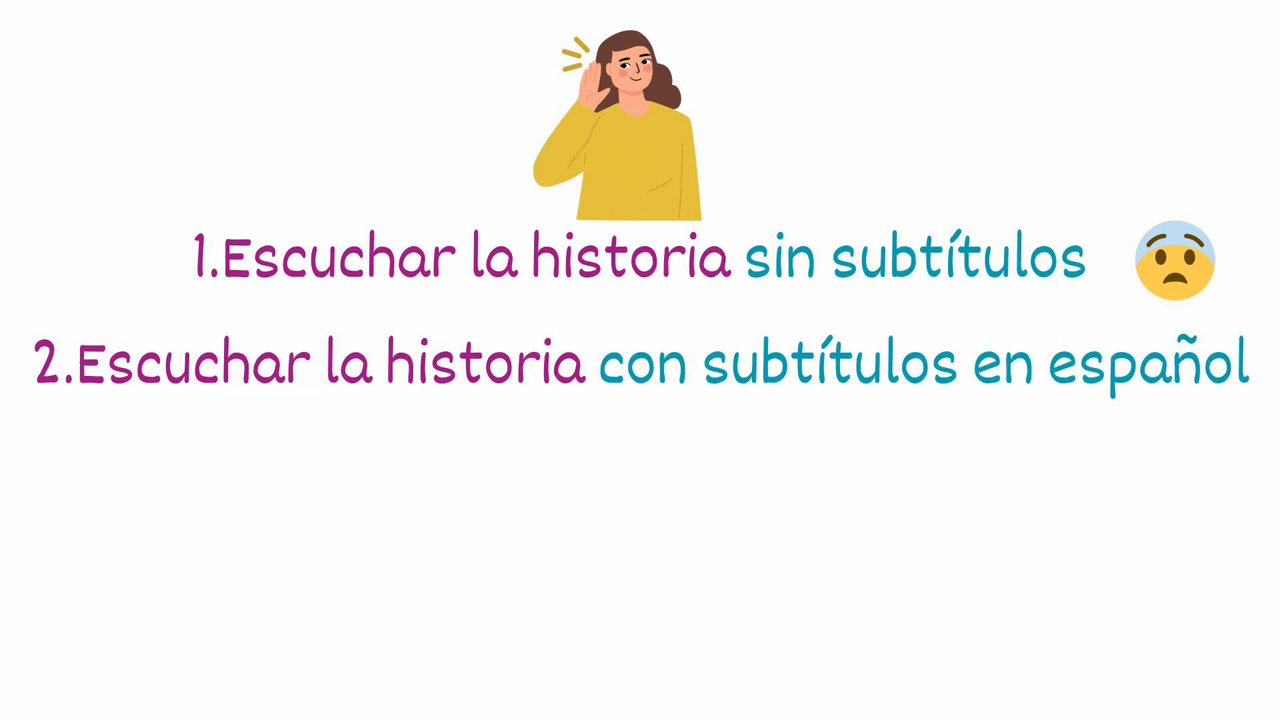 1.Escuchar la historia sin subtítulos
2.Escuchar la historia con subtítulos en español